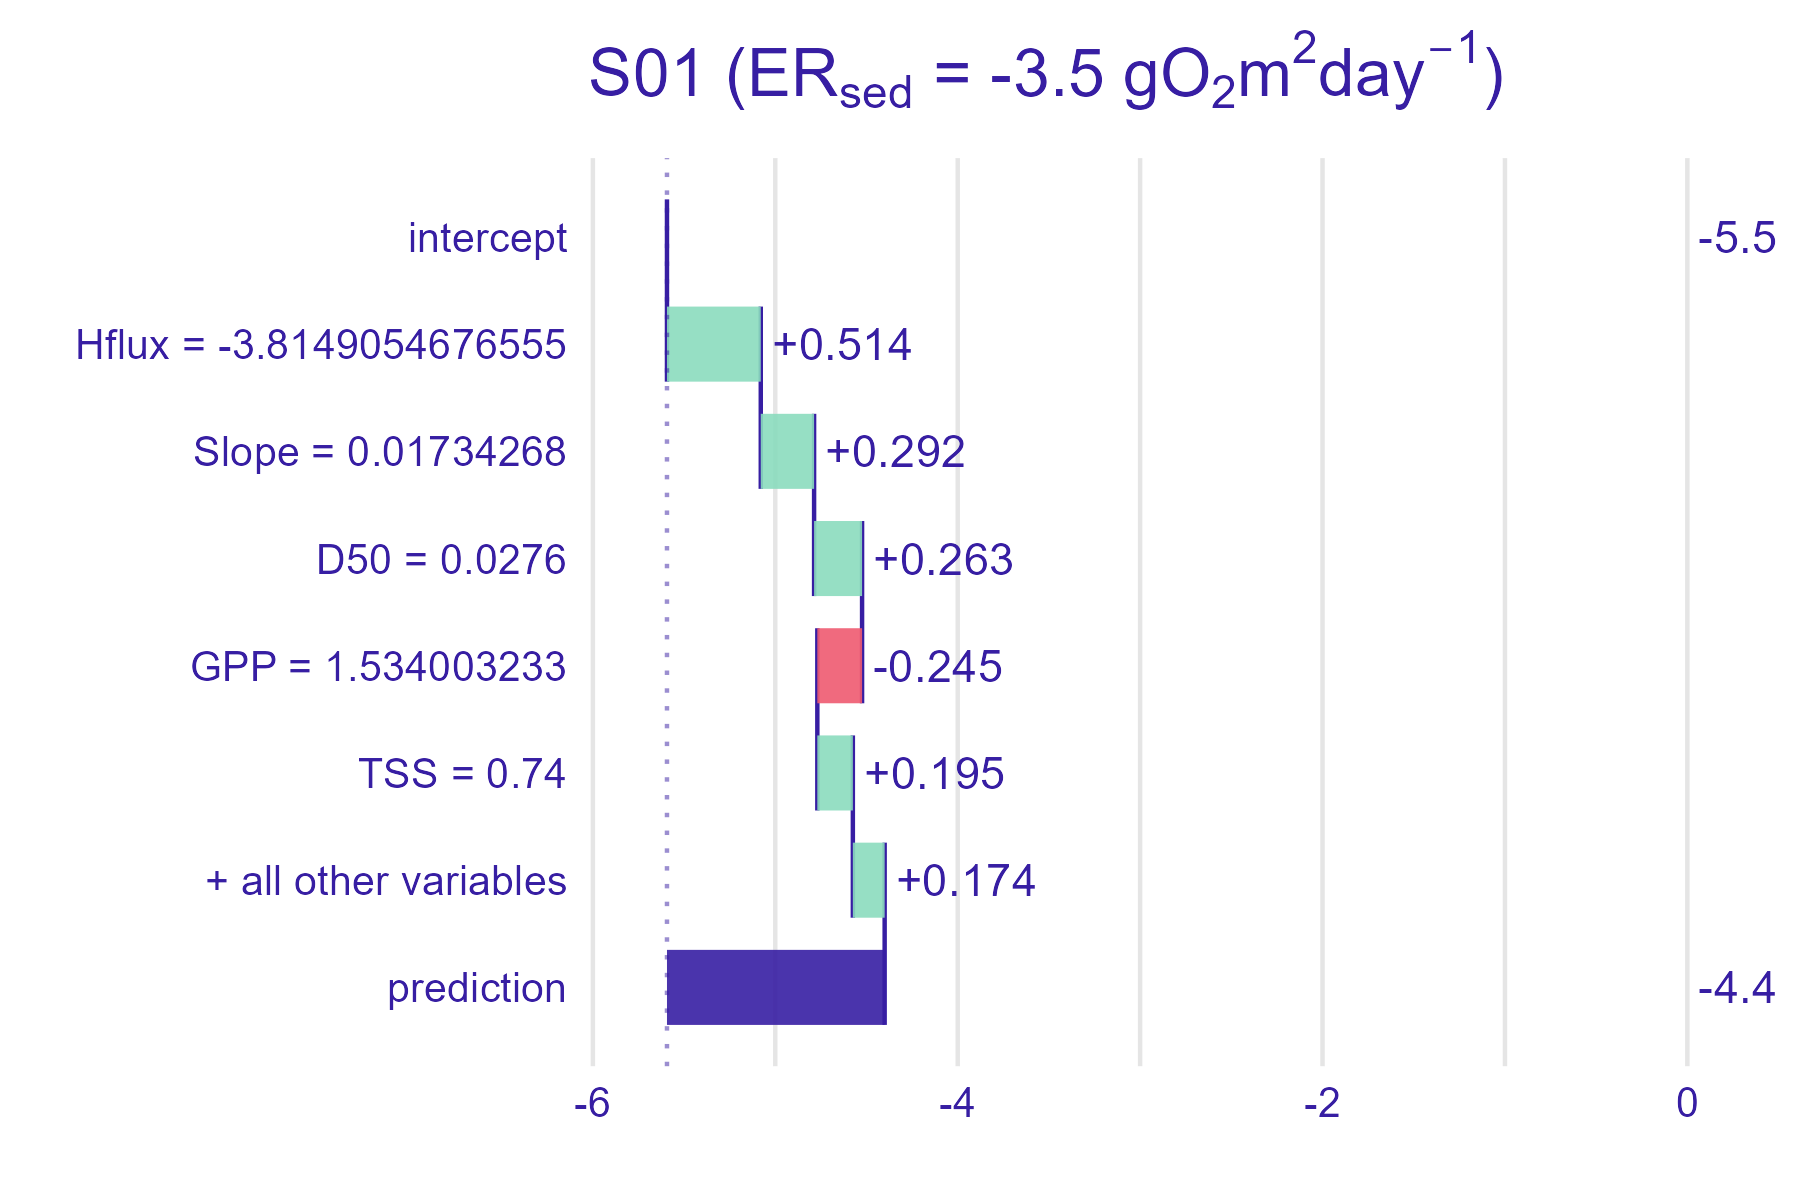 S01 (ERsed = -3.5 gO₂m²day⁻¹)
intercept -5.5
Hflux = -3.8149054676555 +0.514
Slope = 0.01734268 +0.292
D50 = 0.0276 +0.263
GPP = 1.534003233 -0.245
TSS = 0.74 +0.195
+ all other variables +0.174
prediction -4.4
-6 -4 -2 0